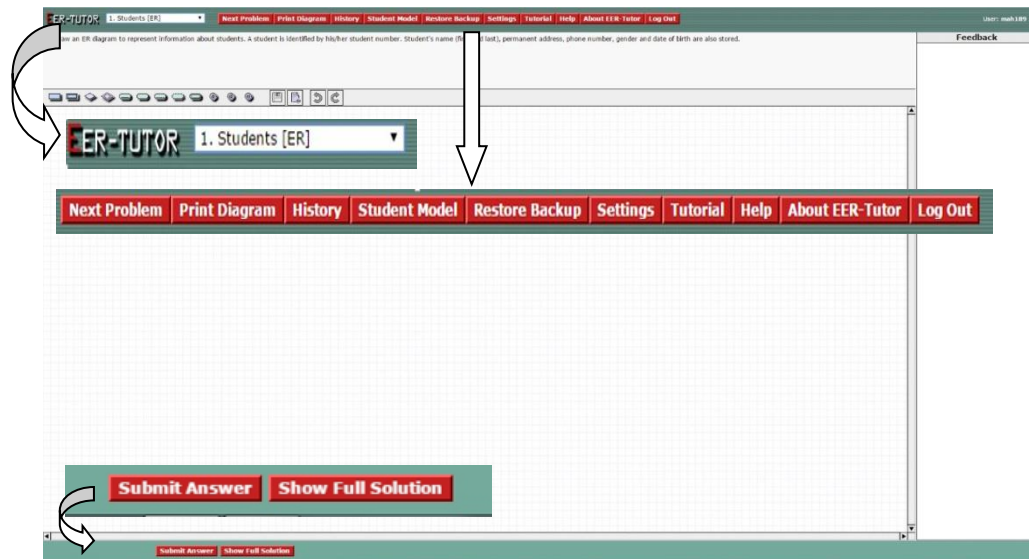 EER-TUTOR 1. Students [ER] Next Problem Print Diagram History Student Model Restore Backup Settings Tutorial Help About EER-Tutor Log Out User: mah109
aw an ER diagram to represent information about students. A student is identified by his/her student number. Student's name (fi d last), permanent address, phone number, gender and date of birth are also stored.
Feedback
EER-TUTOR 1. Students [ER]
Next Problem Print Diagram History Student Model Restore Backup Settings Tutorial Help About EER-Tutor Log Out
Submit Answer Show Full Solution
Submit Answer Show Full Solution